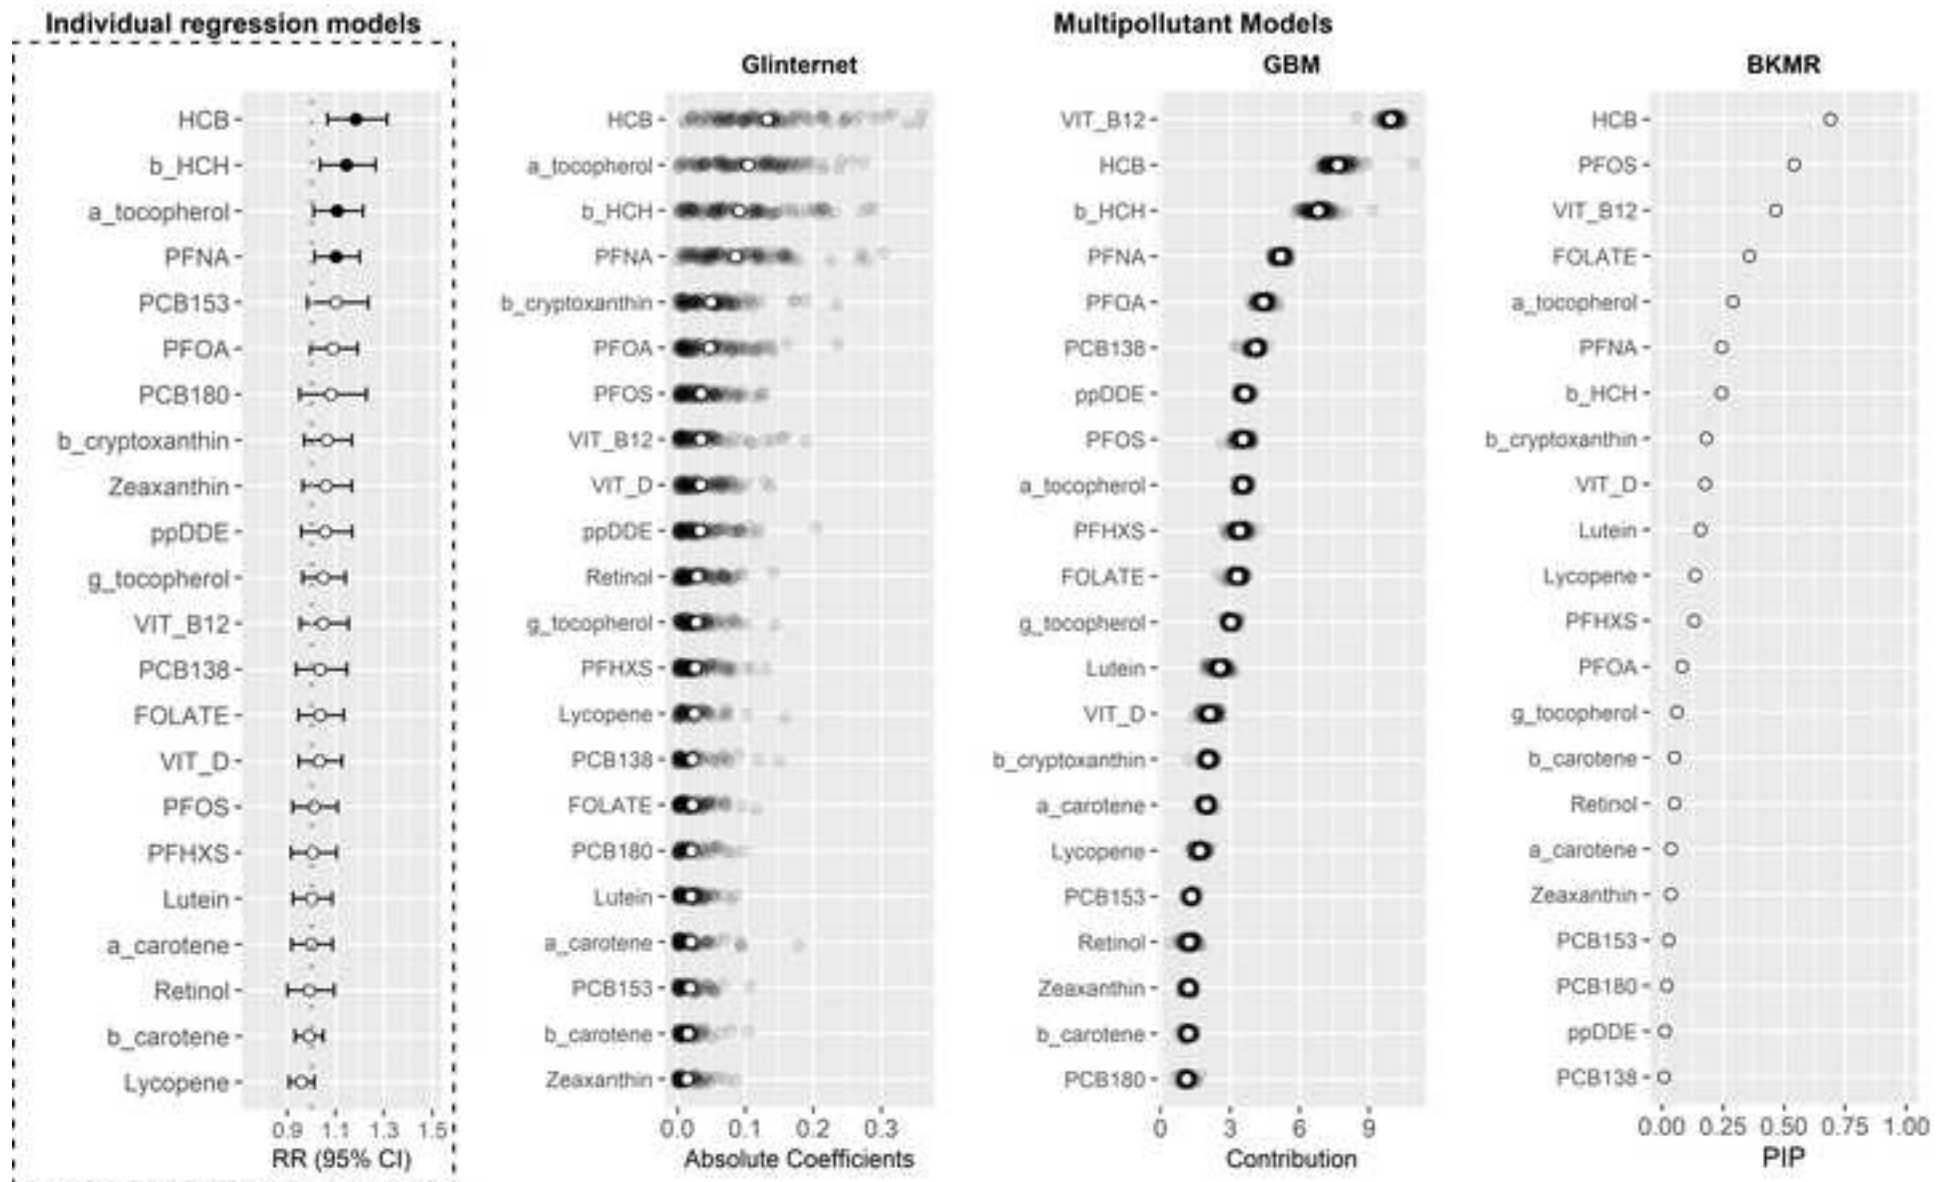 Individual regression models
Multipollutant Models
Glinternet
GBM
BKMR
HCB
b_HCH
a_tocopherol
PFNA
PCB153
PFOA
PCB180
b_cryptoxanthin
Zeaxanthin
ppDDE
g_tocopherol
VIT_B12
PCB138
FOLATE
VIT_D
PFOS
PFHXS
Lutein
a_carotene
Retinol
b_carotene
Lycopene
0.9 1.1 1.3 1.5
RR (95% CI)
HCB
a_tocopherol
b_HCH
PFNA
b_cryptoxanthin
PFOA
PFOS
VIT_B12
VIT_D
ppDDE
Retinol
g_tocopherol
PFHXS
Lycopene
PCB138
FOLATE
PCB180
Lutein
a_carotene
PCB153
b_carotene
Zeaxanthin
0.0 0.1 0.2 0.3
Absolute Coefficients
VIT_B12
HCB
b_HCH
PFNA
PFOA
PCB138
ppDDE
PFOS
a_tocopherol
PFHXS
FOLATE
g_tocopherol
Lutein
VIT_D
b_cryptoxanthin
a_carotene
Lycopene
PCB153
Retinol
Zeaxanthin
b_carotene
PCB180
0 3 6 9
Contribution
HCB
PFOS
VIT_B12
FOLATE
a_tocopherol
PFNA
b_HCH
b_cryptoxanthin
VIT_D
Lutein
Lycopene
PFHXS
PFOA
g_tocopherol
b_carotene
Retinol
a_carotene
Zeaxanthin
PCB153
PCB180
ppDDE
PCB138
0.00 0.25 0.50 0.75 1.00
PIP